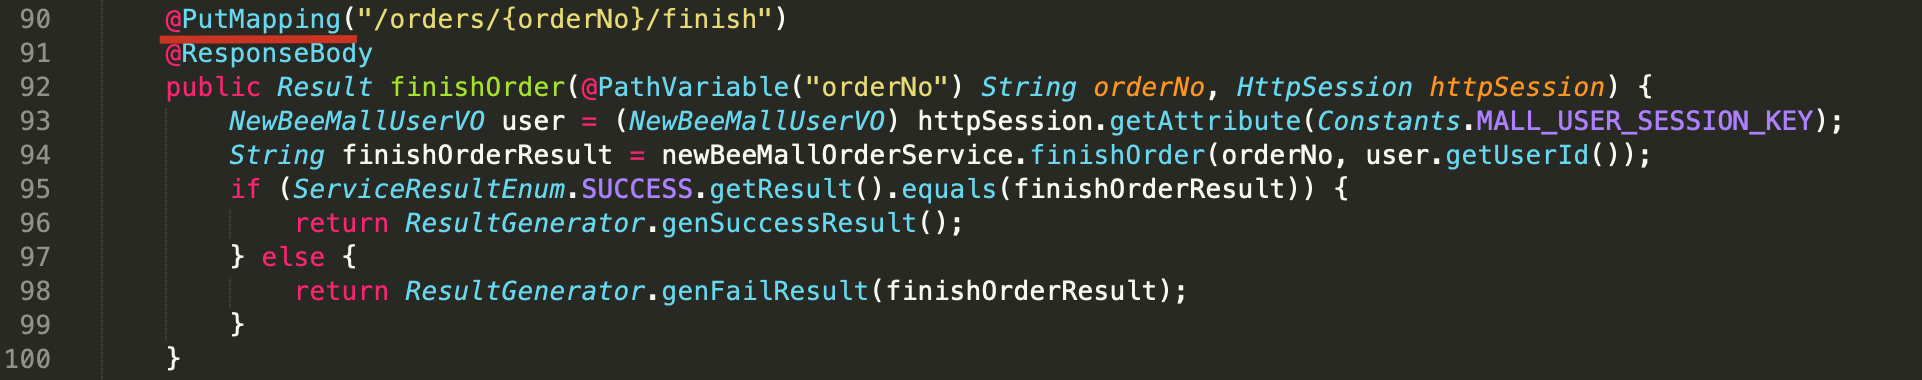 90 @PutMapping("/orders/{orderNo}/finish")
91 @ResponseBody
92 public Result finishOrder(@PathVariable("orderNo") String orderNo, HttpSession httpSession) {
93 NewBeeMallUserVO user = (NewBeeMallUserVO) httpSession.getAttribute(Constants.MALL_USER_SESSION_KEY);
94 String finishOrderResult = newBeeMallOrderService.finishOrder(orderNo, user.getUserId());
95 if (ServiceResultEnum.SUCCESS.getResult().equals(finishOrderResult)) {
96 return ResultGenerator.genSuccessResult();
97 } else {
98 return ResultGenerator.genFailResult(finishOrderResult);
99 }
100 }